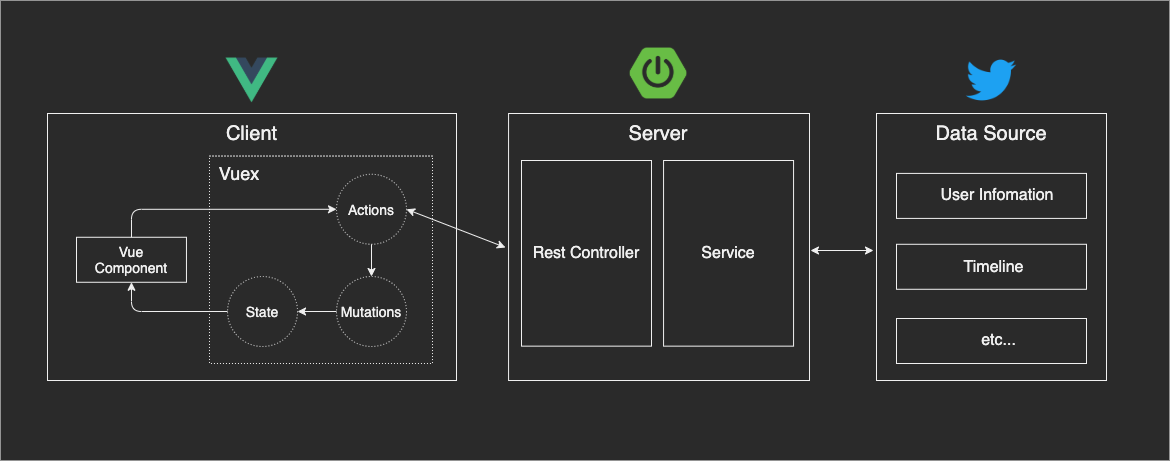 Client
Server
Data Source
Vuex
Actions
User Infomation
Vue
Component
Rest Controller
Service
Timeline
State
Mutations
etc...